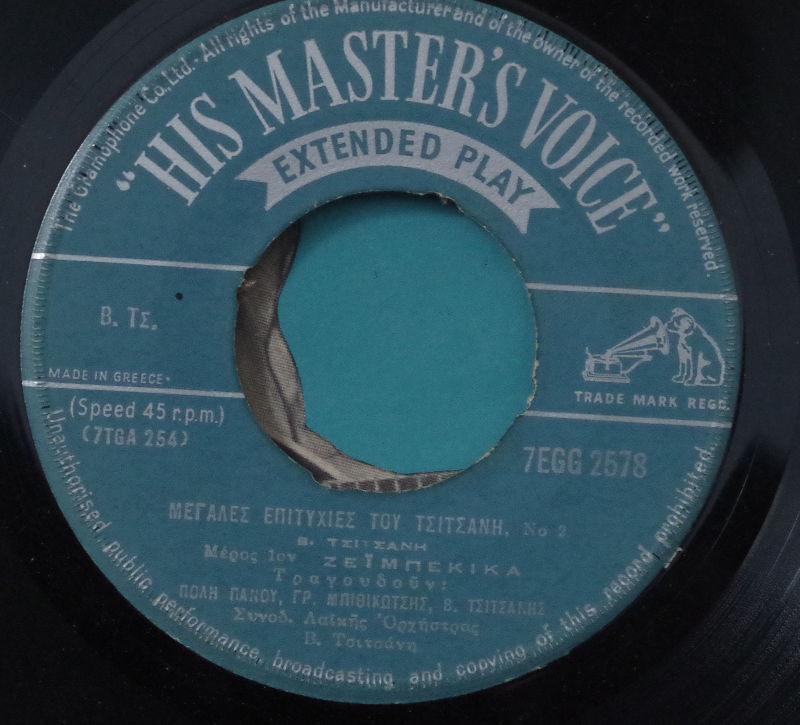 The Gramophone Co. Ltd. · All rights of the Manufacturer and of the owner of the recorded work reserved.
“HIS MASTER'S VOICE”
EXTENDED PLAY
Β. Τς.
MADE IN GREECE·
TRADE MARK REGD.
(Speed 45 r.p.m.)
(7TGA 254)
7EGG 2578
ΜΕΓΑΛΕΣ ΕΠΙΤΥΧΙΕΣ ΤΟΥ ΤΣΙΤΣΑΝΗ, Νο 2
Β. ΤΣΙΤΣΑΝΗ
Μέρος 1ον ΖΕΪΜΠΕΚΙΚΑ
Τραγουδοῦν:
ΠΟΛΗ ΠΑΝΟΥ, ΓΡ. ΜΠΙΘΙΚΩΤΣΗΣ, Β. ΤΣΙΤΣΑΝΗΣ
Συνοδ. Λαϊκῆς Ὀρχήστρας
Β. Τσιτσάνη
Unauthorised public performance, broadcasting and copying of this record prohibited.